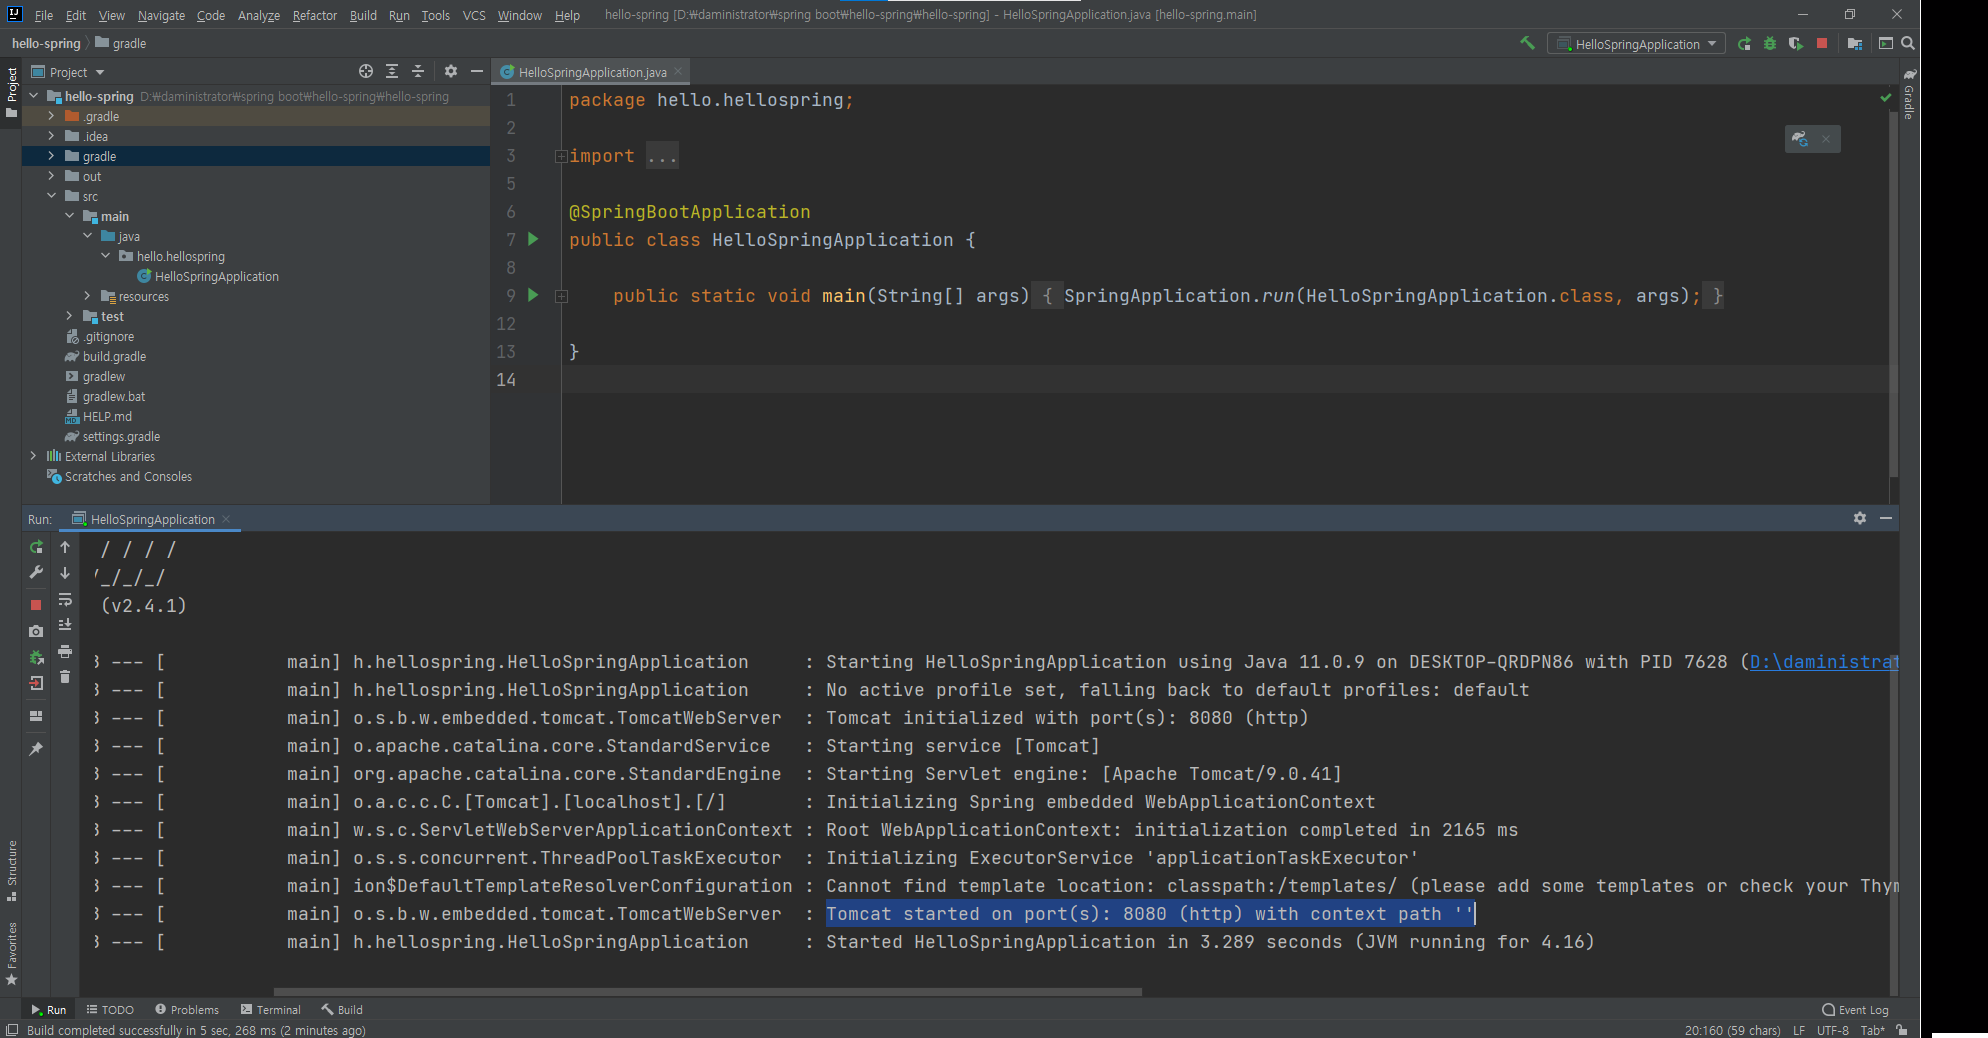 File Edit View Navigate Code Analyze Refactor Build Run Tools VCS Window Help hello-spring [D:₩daministrator₩spring boot₩hello-spring₩hello-spring] - HelloSpringApplication.java [hello-spring.main]
hello-spring gradle HelloSpringApplication
Project
Project
HelloSpringApplication.java
Gradle
hello-spring D:₩daministrator₩spring boot₩hello-spring₩hello-spring
.gradle
.idea
gradle
out
src
main
java
hello.hellospring
HelloSpringApplication
resources
test
.gitignore
build.gradle
gradlew
gradlew.bat
HELP.md
settings.gradle
External Libraries
Scratches and Consoles
1 package hello.hellospring;
2
3 import ...
5
6 @SpringBootApplication
7 public class HelloSpringApplication {
8
9 public static void main(String[] args) { SpringApplication.run(HelloSpringApplication.class, args); }
12
13 }
14
Run: HelloSpringApplication
/ / / /
/_/_/_/
(v2.4.1)
3 --- [ main] h.hellospring.HelloSpringApplication : Starting HelloSpringApplication using Java 11.0.9 on DESKTOP-QRDPN86 with PID 7628 (D:\daministrat
3 --- [ main] h.hellospring.HelloSpringApplication : No active profile set, falling back to default profiles: default
3 --- [ main] o.s.b.w.embedded.tomcat.TomcatWebServer : Tomcat initialized with port(s): 8080 (http)
3 --- [ main] o.apache.catalina.core.StandardService : Starting service [Tomcat]
3 --- [ main] org.apache.catalina.core.StandardEngine : Starting Servlet engine: [Apache Tomcat/9.0.41]
3 --- [ main] o.a.c.c.C.[Tomcat].[localhost].[/] : Initializing Spring embedded WebApplicationContext
3 --- [ main] w.s.c.ServletWebServerApplicationContext : Root WebApplicationContext: initialization completed in 2165 ms
3 --- [ main] o.s.s.concurrent.ThreadPoolTaskExecutor : Initializing ExecutorService 'applicationTaskExecutor'
3 --- [ main] ion$DefaultTemplateResolverConfiguration : Cannot find template location: classpath:/templates/ (please add some templates or check your Thym
3 --- [ main] o.s.b.w.embedded.tomcat.TomcatWebServer : Tomcat started on port(s): 8080 (http) with context path ''
3 --- [ main] h.hellospring.HelloSpringApplication : Started HelloSpringApplication in 3.289 seconds (JVM running for 4.16)
Structure
Favorites
Run TODO Problems Terminal Build Event Log
Build completed successfully in 5 sec, 268 ms (2 minutes ago) 20:160 (59 chars) LF UTF-8 Tab*